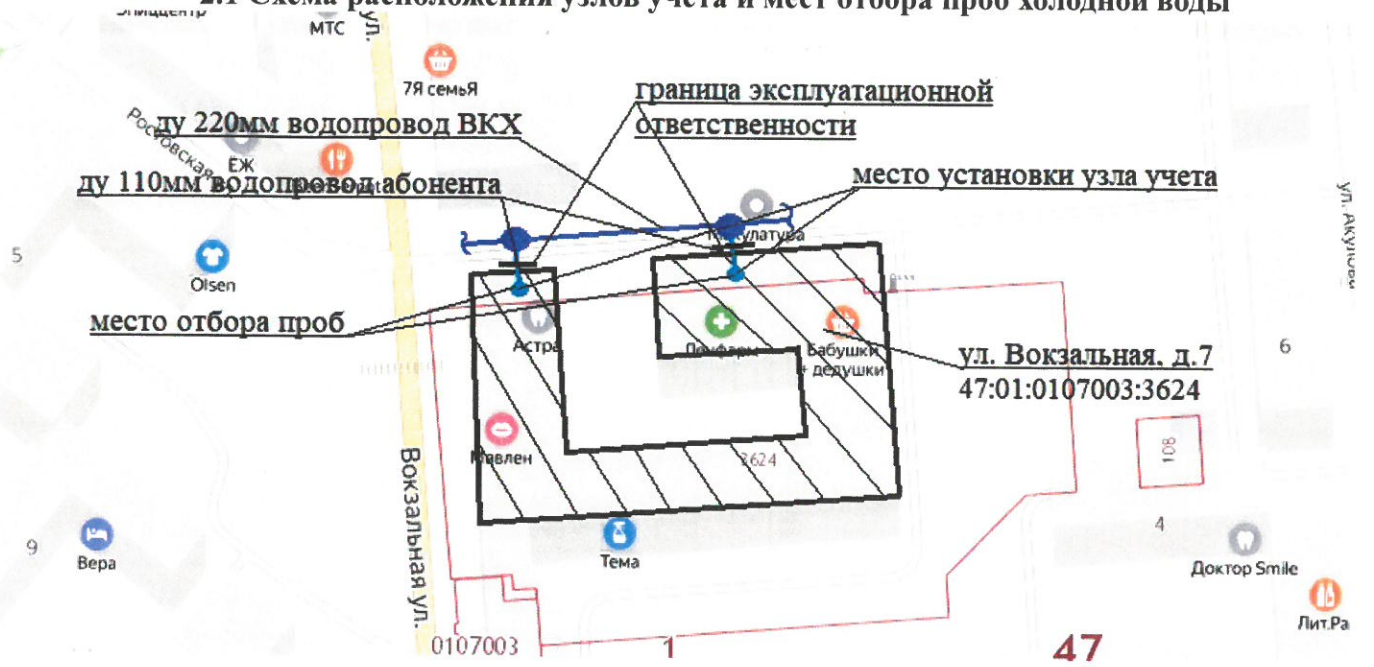 2.1 Схема расположения узлов учета и мест отбора проб холодной воды
Эпиццентр
МТС
ул.
7Я семьЯ
граница эксплуатационной
ответственности
ду 220мм водопровод ВКХ
Ростовская
ЁЖ
ду 110мм водопровод абонента
место установки узла учета
5
Olsen
место отбора проб
Астра
Бабушки
+ дедушки
ул. Вокзальная, д.7
47:01:0107003:3624
6
Мавлен
3624
108
Вокзальная ул.
9
Вера
Тема
4
Доктор Smile
Лит.Ра
0107003
1
47